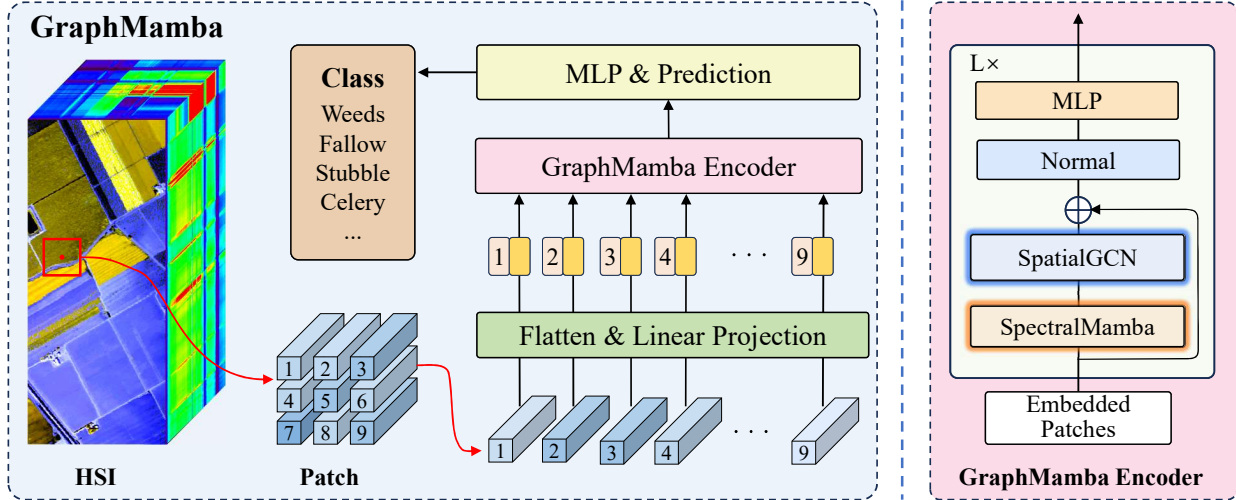 GraphMamba
Class
Weeds
Fallow
Stubble
Celery
...
MLP & Prediction
GraphMamba Encoder
1 2 3 4 · · · 9
Flatten & Linear Projection
1 2 3
4 5 6
7 8 9
1 2 3 4 · · · 9
HSI
Patch
L×
MLP
Normal
SpatialGCN
SpectralMamba
Embedded
Patches
GraphMamba Encoder